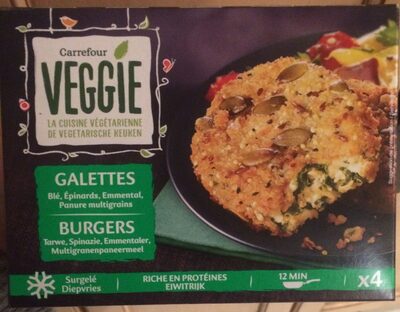 Carrefour
VEGGIE
LA CUISINE VÉGÉTARIENNE
DE VEGETARISCHE KEUKEN
GALETTES
Blé, Épinards, Emmental,
Panure multigrains
BURGERS
Tarwe, Spinazie, Emmentaler,
Multigranenpaneermeel
Surgelé
Diepvries
RICHE EN PROTÉINES
EIWITRIJK
12 MIN
x4